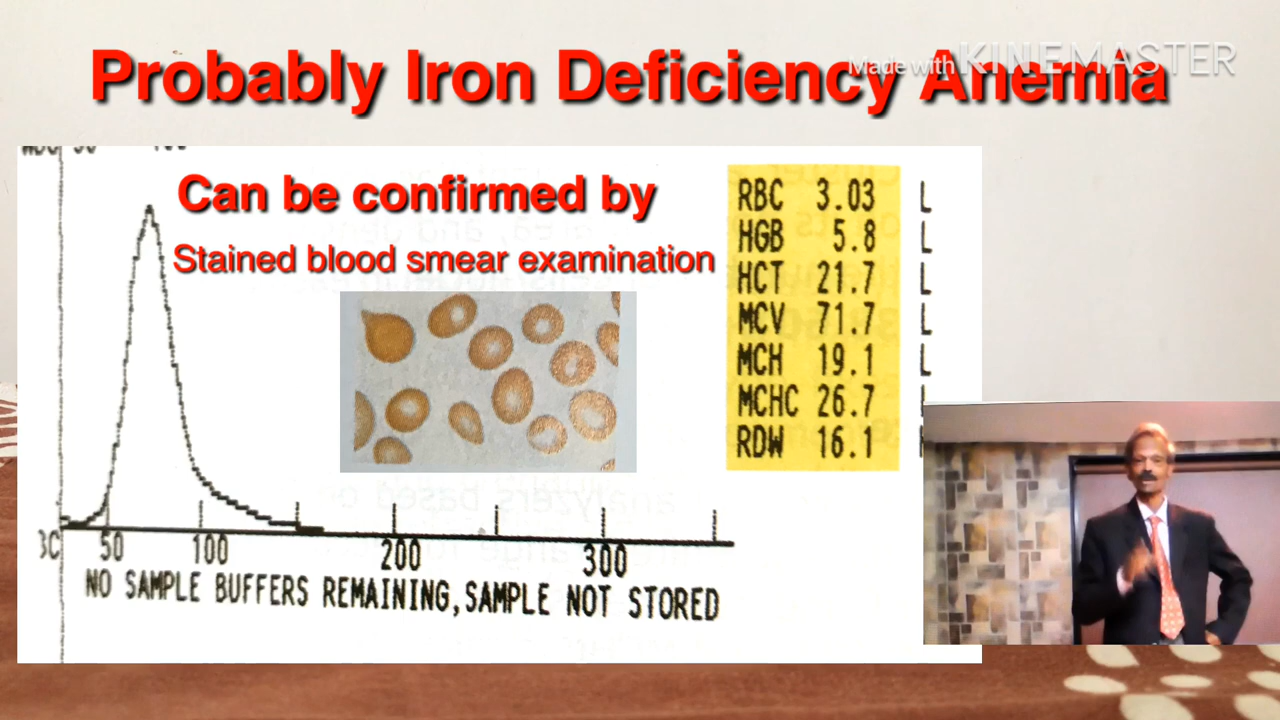 Probably Iron Deficiency Anemia
Made with KINEMASTER
Can be confirmed by
Stained blood smear examination
RBC 3.03 L
HGB 5.8 L
HCT 21.7 L
MCV 71.7 L
MCH 19.1 L
MCHC 26.7
RDW 16.1
50 100 200 300
NO SAMPLE BUFFERS REMAINING, SAMPLE NOT STORED